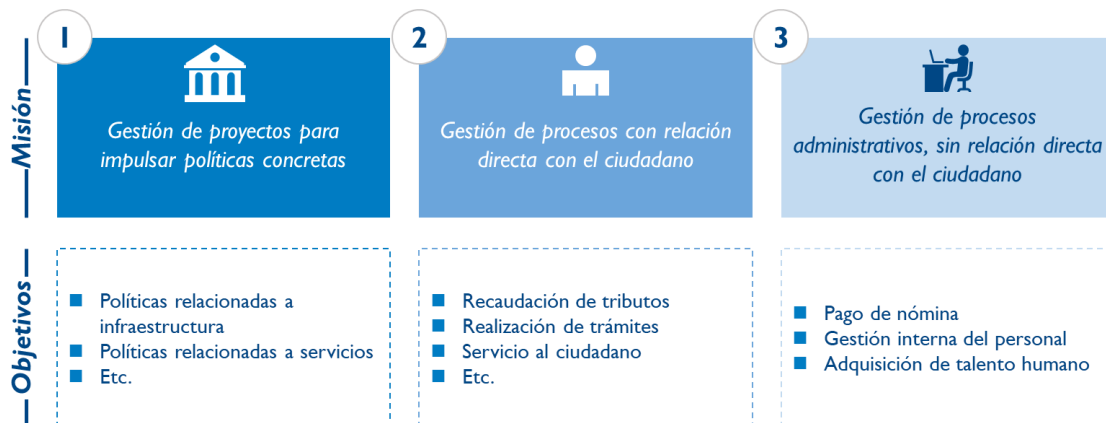 Misión
1
Gestión de proyectos para
impulsar políticas concretas
2
Gestión de procesos con relación
directa con el ciudadano
3
Gestión de procesos
administrativos, sin relación directa
con el ciudadano
Objetivos
Políticas relacionadas a
infraestructura
Políticas relacionadas a servicios
Etc.
Recaudación de tributos
Realización de trámites
Servicio al ciudadano
Etc.
Pago de nómina
Gestión interna del personal
Adquisición de talento humano